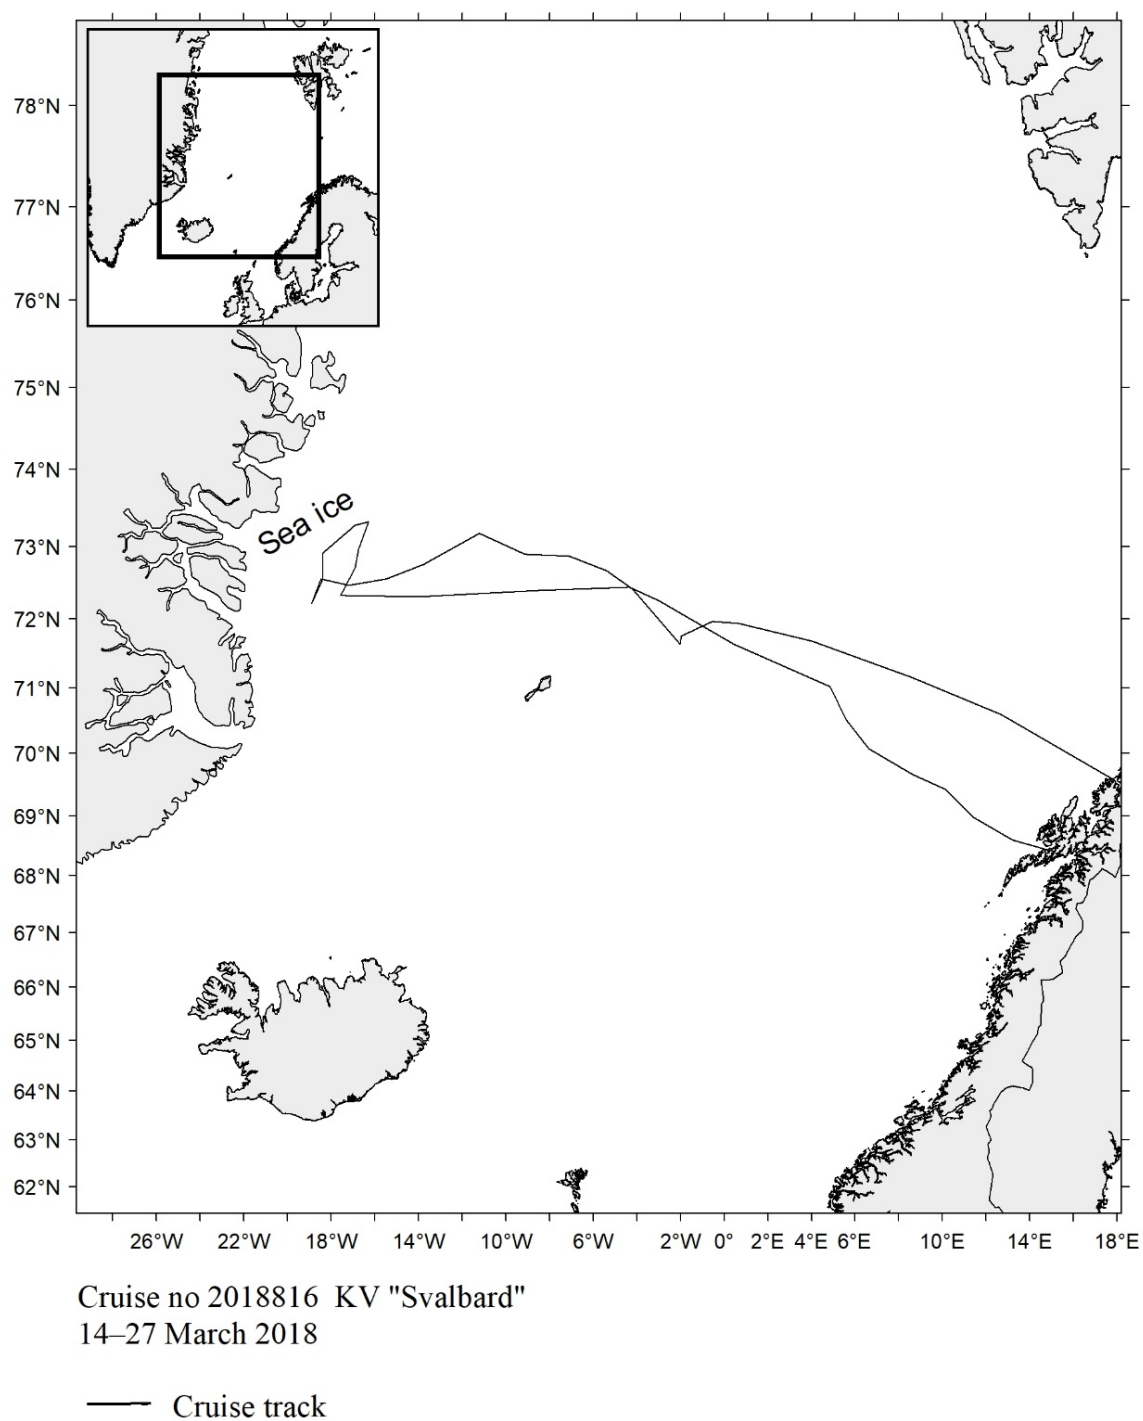 78°N
77°N
76°N
75°N
74°N
73°N
72°N
71°N
70°N
69°N
68°N
67°N
66°N
65°N
64°N
63°N
62°N
Sea ice
26°W 22°W 18°W 14°W 10°W 6°W 2°W 0° 2°E 4°E 6°E 10°E 14°E 18°E
Cruise no 2018816 KV "Svalbard"
14–27 March 2018
Cruise track